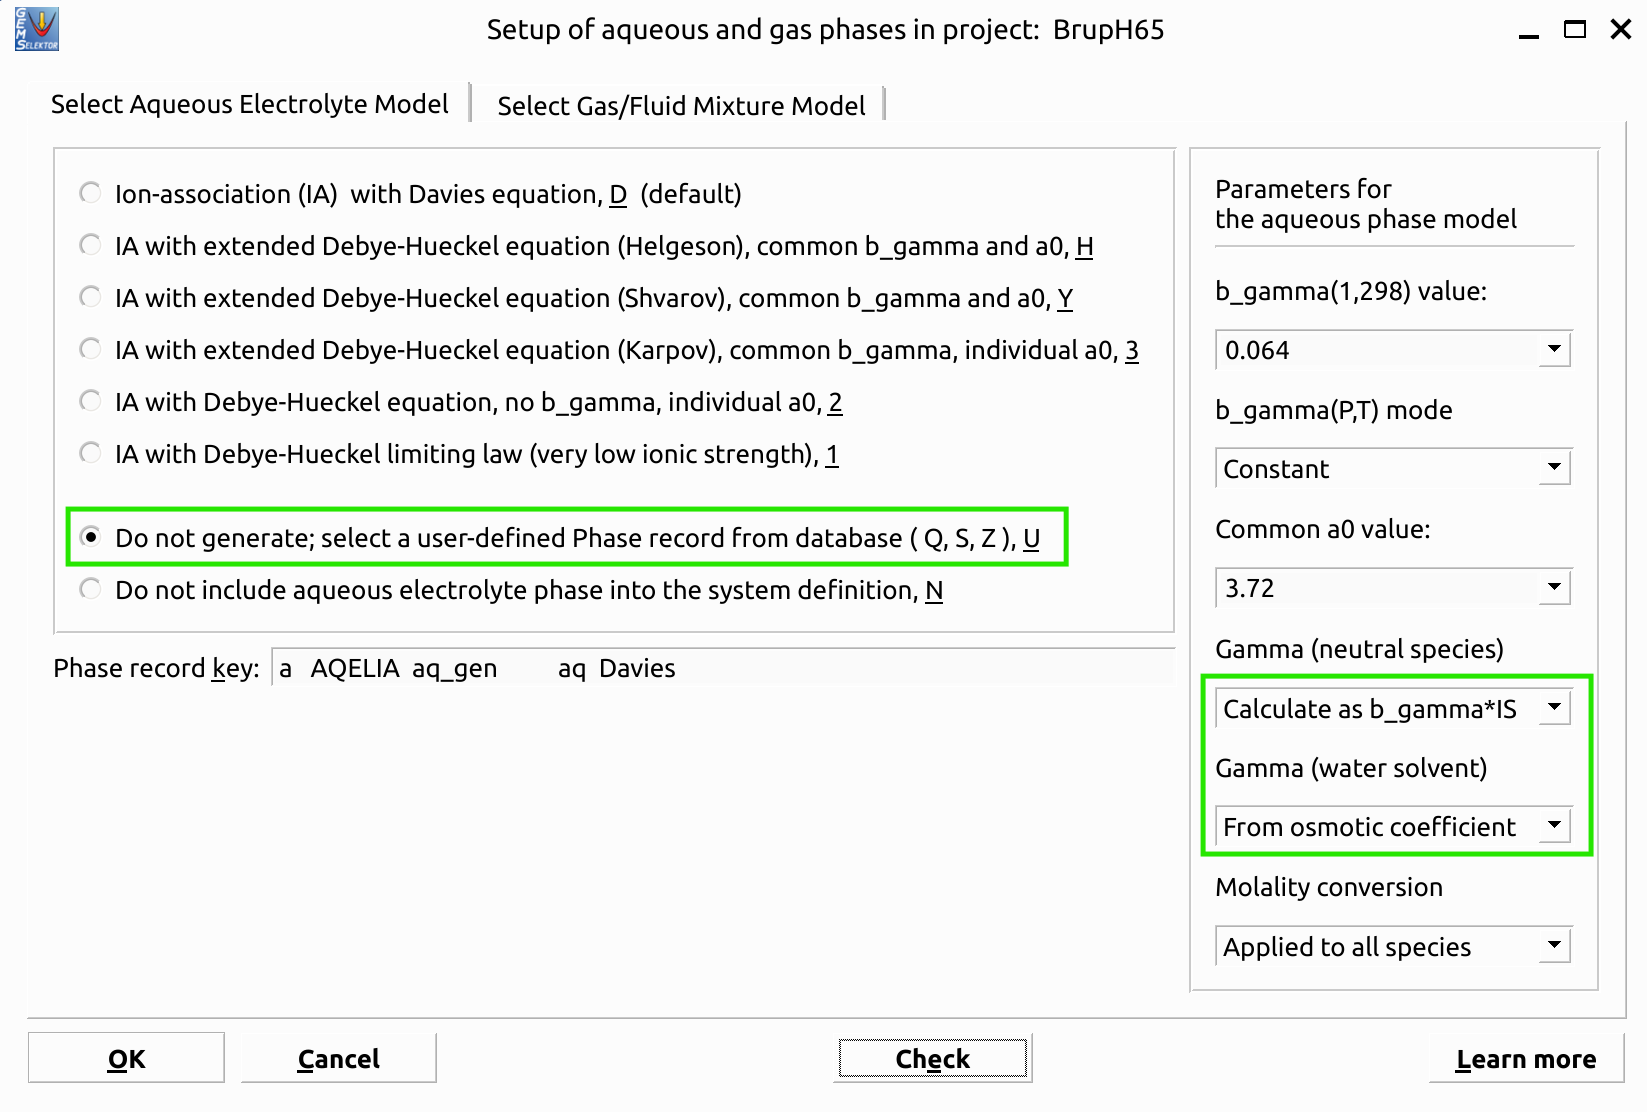 GEMS
SELEKTOR
Setup of aqueous and gas phases in project: BrupH65
Select Aqueous Electrolyte Model
Select Gas/Fluid Mixture Model
Ion-association (IA) with Davies equation, D (default)
IA with extended Debye-Hueckel equation (Helgeson), common b_gamma and a0, H
IA with extended Debye-Hueckel equation (Shvarov), common b_gamma and a0, Y
IA with extended Debye-Hueckel equation (Karpov), common b_gamma, individual a0, 3
IA with Debye-Hueckel equation, no b_gamma, individual a0, 2
IA with Debye-Hueckel limiting law (very low ionic strength), 1
Do not generate; select a user-defined Phase record from database ( Q, S, Z ), U
Do not include aqueous electrolyte phase into the system definition, N
Phase record key: a AQELIA aq_gen aq Davies
Parameters for
the aqueous phase model
b_gamma(1,298) value:
0.064
b_gamma(P,T) mode
Constant
Common a0 value:
3.72
Gamma (neutral species)
Calculate as b_gamma*IS
Gamma (water solvent)
From osmotic coefficient
Molality conversion
Applied to all species
OK
Cancel
Check
Learn more